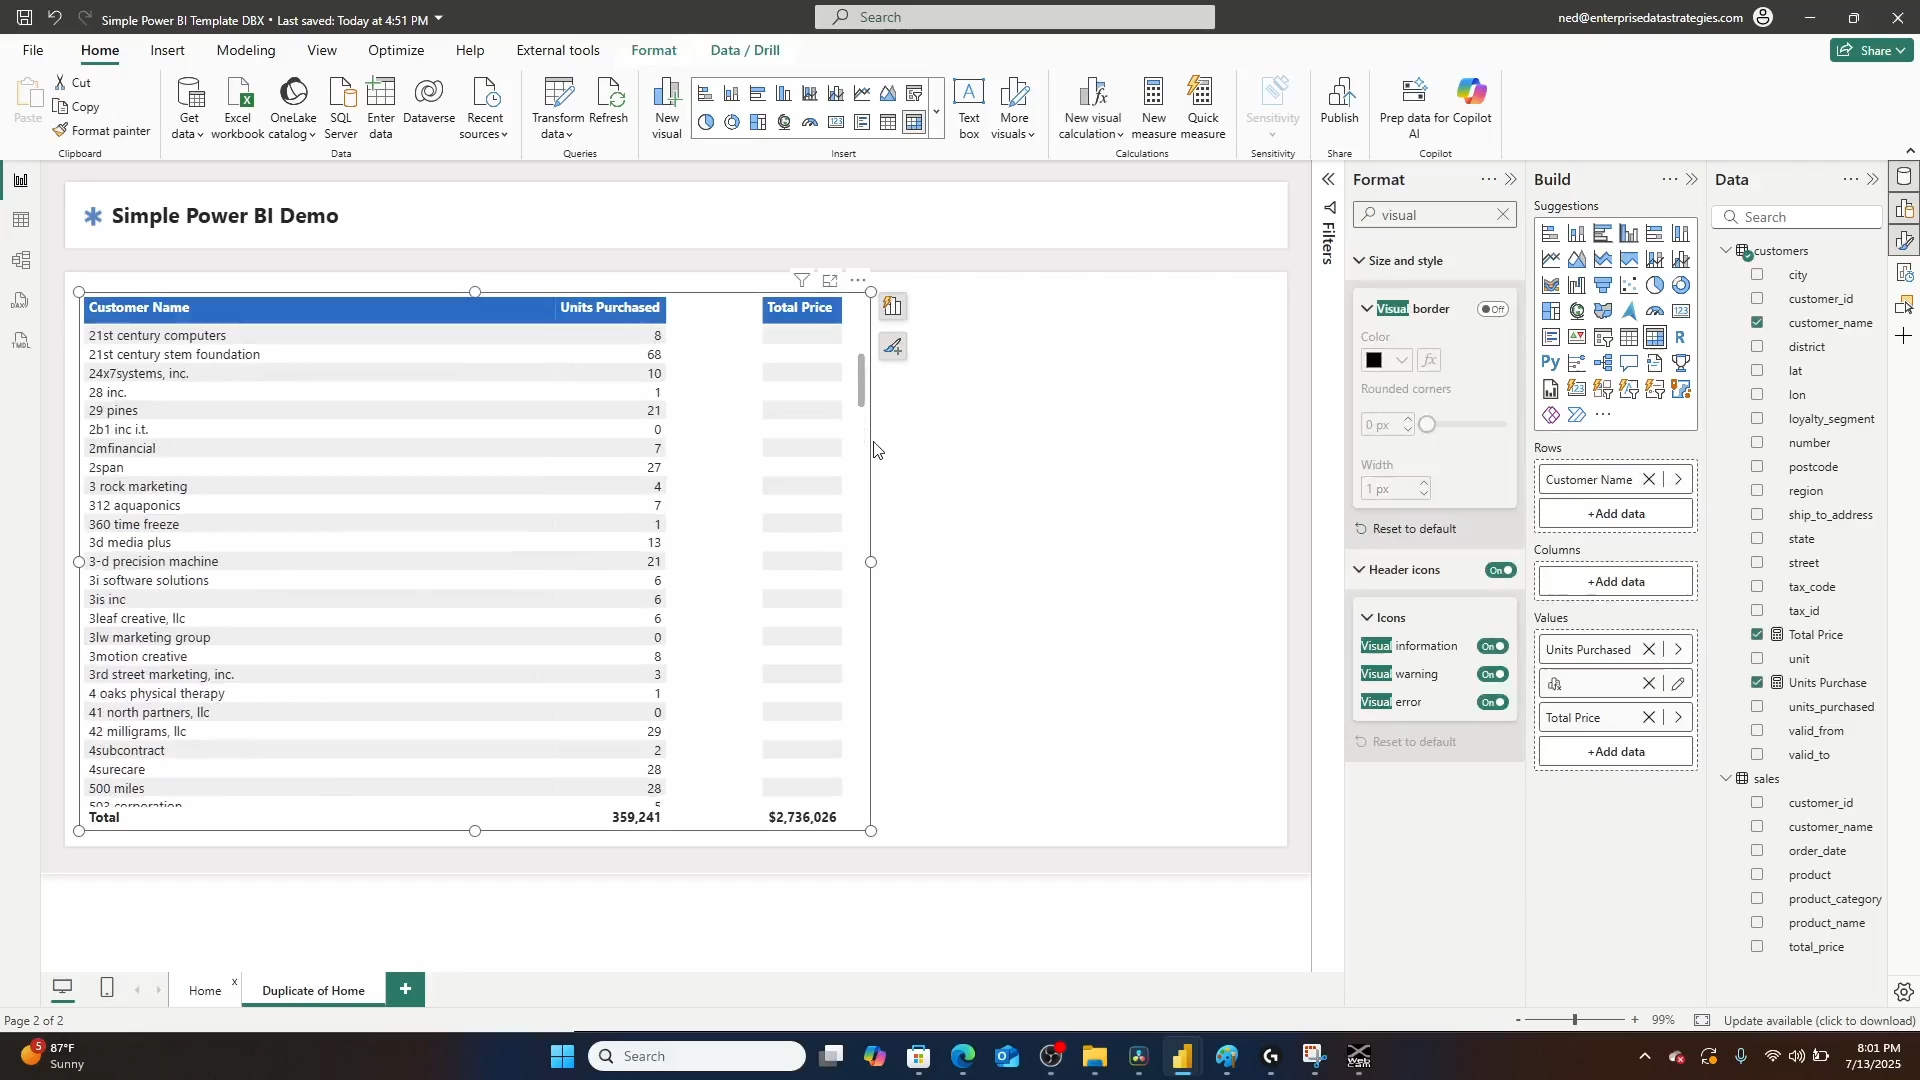 Simple Power BI Template DBX • Last saved: Today at 4:51 PM
Search
ned@enterprisedatastrategies.com
File
Home
Insert
Modeling
View
Optimize
Help
External tools
Format
Data / Drill
Share
Paste
Cut
Copy
Format painter
Clipboard
Get data
Excel workbook
OneLake catalog
SQL Server
Enter data
Dataverse
Recent sources
Data
Transform data
Refresh
Queries
New visual
Text box
More visuals
Insert
New visual calculation
New measure
Quick measure
Calculations
Sensitivity
Sensitivity
Publish
Share
Prep data for AI
Copilot
Copilot
Simple Power BI Demo
Customer Name Units Purchased Total Price
21st century computers 8
21st century stem foundation 68
24x7systems, inc. 10
28 inc. 1
29 pines 21
2b1 inc i.t. 0
2mfinancial 7
2span 27
3 rock marketing 4
312 aquaponics 7
360 time freeze 1
3d media plus 13
3-d precision machine 21
3i software solutions 6
3is inc 6
3leaf creative, llc 6
3lw marketing group 0
3motion creative 8
3rd street marketing, inc. 3
4 oaks physical therapy 1
41 north partners, llc 0
42 milligrams, llc 29
4subcontract 2
4surecare 28
500 miles 28
503 corporation 5
Total 359,241 $2,736,026
Filters
Format
visual
Size and style
Visual border Off
Color
fx
Rounded corners
0 px
Width
1 px
Reset to default
Header icons On
Icons
Visual information On
Visual warning On
Visual error On
Reset to default
Build
Suggestions
R
Py
123
Rows
Customer Name
+Add data
Columns
+Add data
Values
Units Purchased
Total Price
+Add data
Data
Search
customers
city
customer_id
customer_name
district
lat
lon
loyalty_segment
number
postcode
region
ship_to_address
state
street
tax_code
tax_id
Total Price
unit
Units Purchase
units_purchased
valid_from
valid_to
sales
customer_id
customer_name
order_date
product
product_category
product_name
total_price
DAX
TMDL
Home x
Duplicate of Home
+
Page 2 of 2
- + 99%
Update available (click to download)
5
87°F
Sunny
Search
8:01 PM
7/13/2025